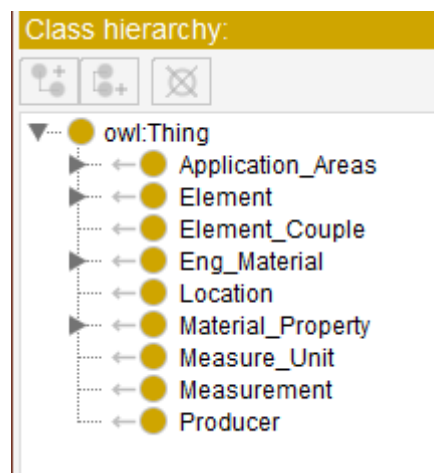 Class hierarchy:
owl:Thing
Application_Areas
Element
Element_Couple
Eng_Material
Location
Material_Property
Measure_Unit
Measurement
Producer